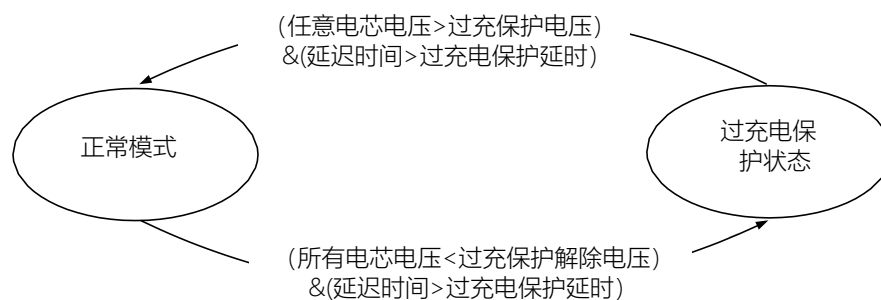 (任意电芯电压>过充保护电压)
&(延迟时间>过充电保护延时)
正常模式
过充电保
护状态
(所有电芯电压<过充保护解除电压)
&(延迟时间>过充电保护延时)